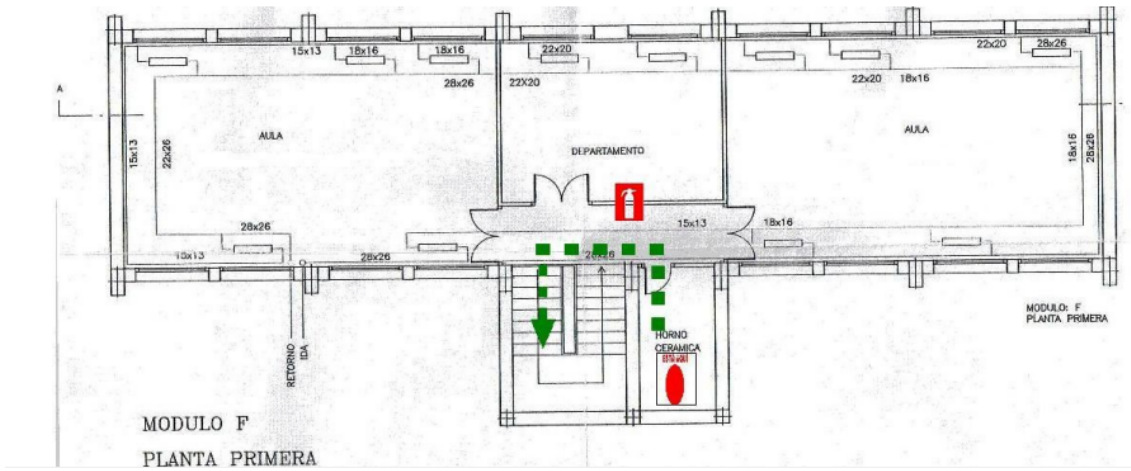 15x13
18x16
18x16
22x20
22x20
28x26
28x26
22X20
22x20
18x16
A
AULA
DEPARTAMENTO
AULA
15x13
22x26
18x16
28x26
28x26
15x13
18x16
15x13
28x26
28x26
MODULO: F
PLANTA PRIMERA
HORNO
CERAMICA
RETORNO
IDA
MODULO F
PLANTA PRIMERA